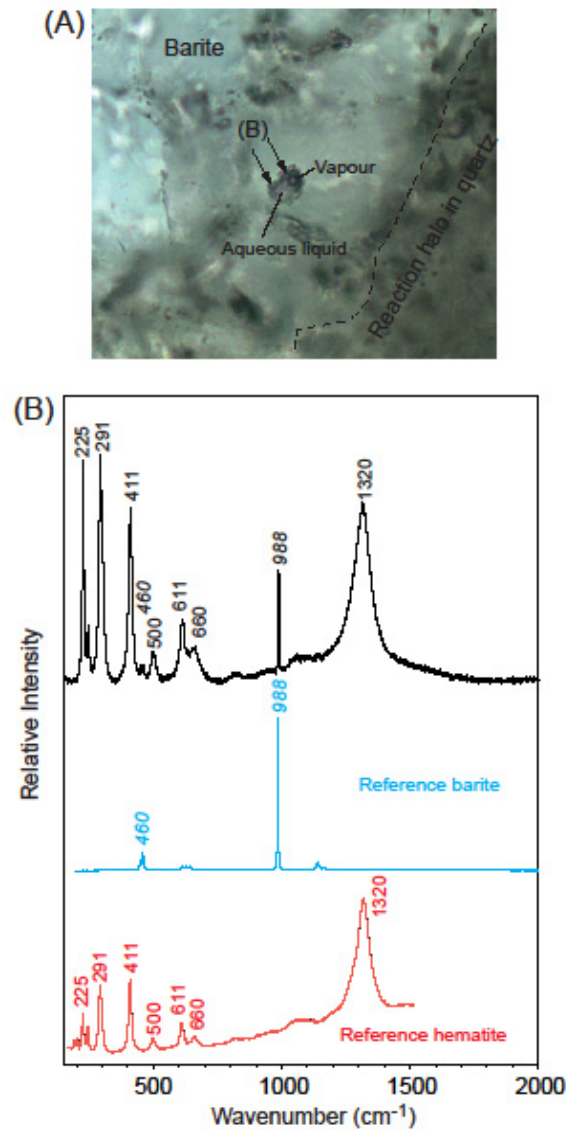 (A)
Barite
(B)
Vapour
Aqueous liquid
Reaction halo in quartz
(B)
225
291
411
460
500
611
660
988
1320
988
460
Reference barite
225
291
411
500
611
660
1320
Reference hematite
Relative Intensity
500
1000
1500
2000
Wavenumber (cm⁻¹)